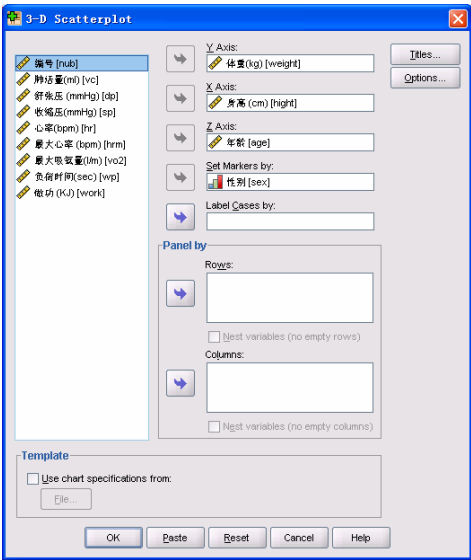 3-D Scatterplot
编号 [nub]
肺活量(ml) [vc]
舒张压 (mmHg) [dp]
收缩压(mmHg) [sp]
心率(bpm) [hr]
最大心率 (bpm) [hrm]
最大吸氧量(l/m) [vo2]
负荷时间(sec) [wp]
做功 (KJ) [work]
Y Axis:
体重(kg) [weight]
X Axis:
身高 (cm) [hight]
Z Axis:
年龄 [age]
Set Markers by:
性别 [sex]
Label Cases by:
Titles...
Options...
Panel by
Rows:
Nest variables (no empty rows)
Columns:
Nest variables (no empty columns)
Template
Use chart specifications from:
File...
OK
Paste
Reset
Cancel
Help